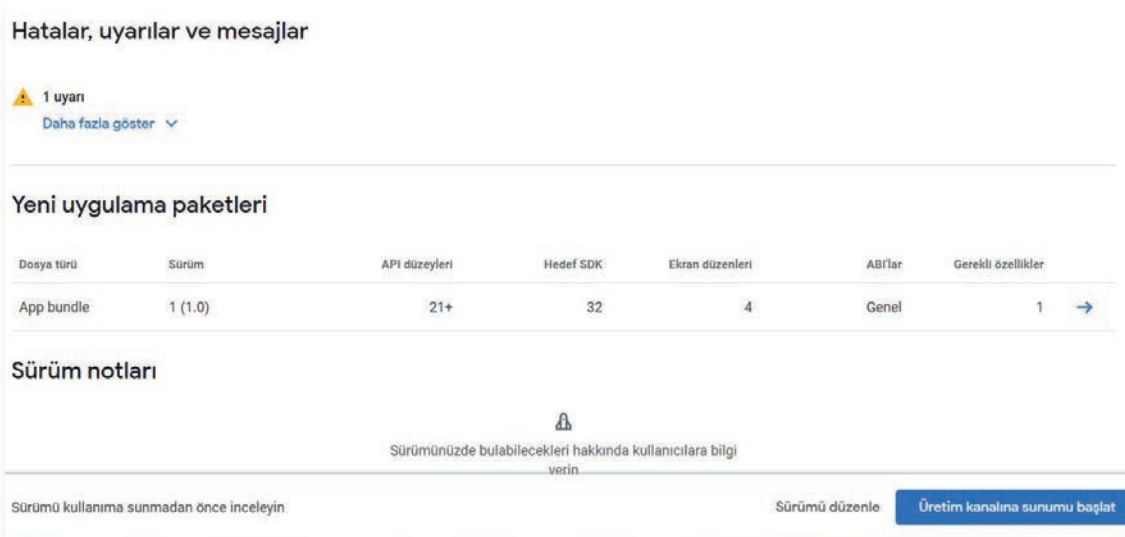 Hatalar, uyarılar ve mesajlar
1 uyarı
Daha fazla göster
Yeni uygulama paketleri
Dosya türü Sürüm API düzeyleri Hedef SDK Ekran düzenleri ABI'lar Gerekli özellikler
App bundle 1 (1.0) 21+ 32 4 Genel 1
Sürüm notları
Sürümünüzde bulabilecekleri hakkında kullanıcılara bilgi
verin
Sürümü kullanıma sunmadan önce inceleyin Sürümü düzenle Üretim kanalına sunumu başlat